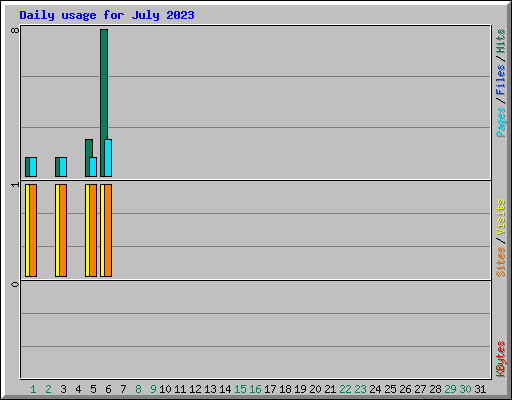 Daily usage for July 2023
8
1
0
Pages / Files / Hits
Sites / Visits
KBytes
1 2 3 4 5 6 7 8 9 10 11 12 13 14 15 16 17 18 19 20 21 22 23 24 25 26 27 28 29 30 31